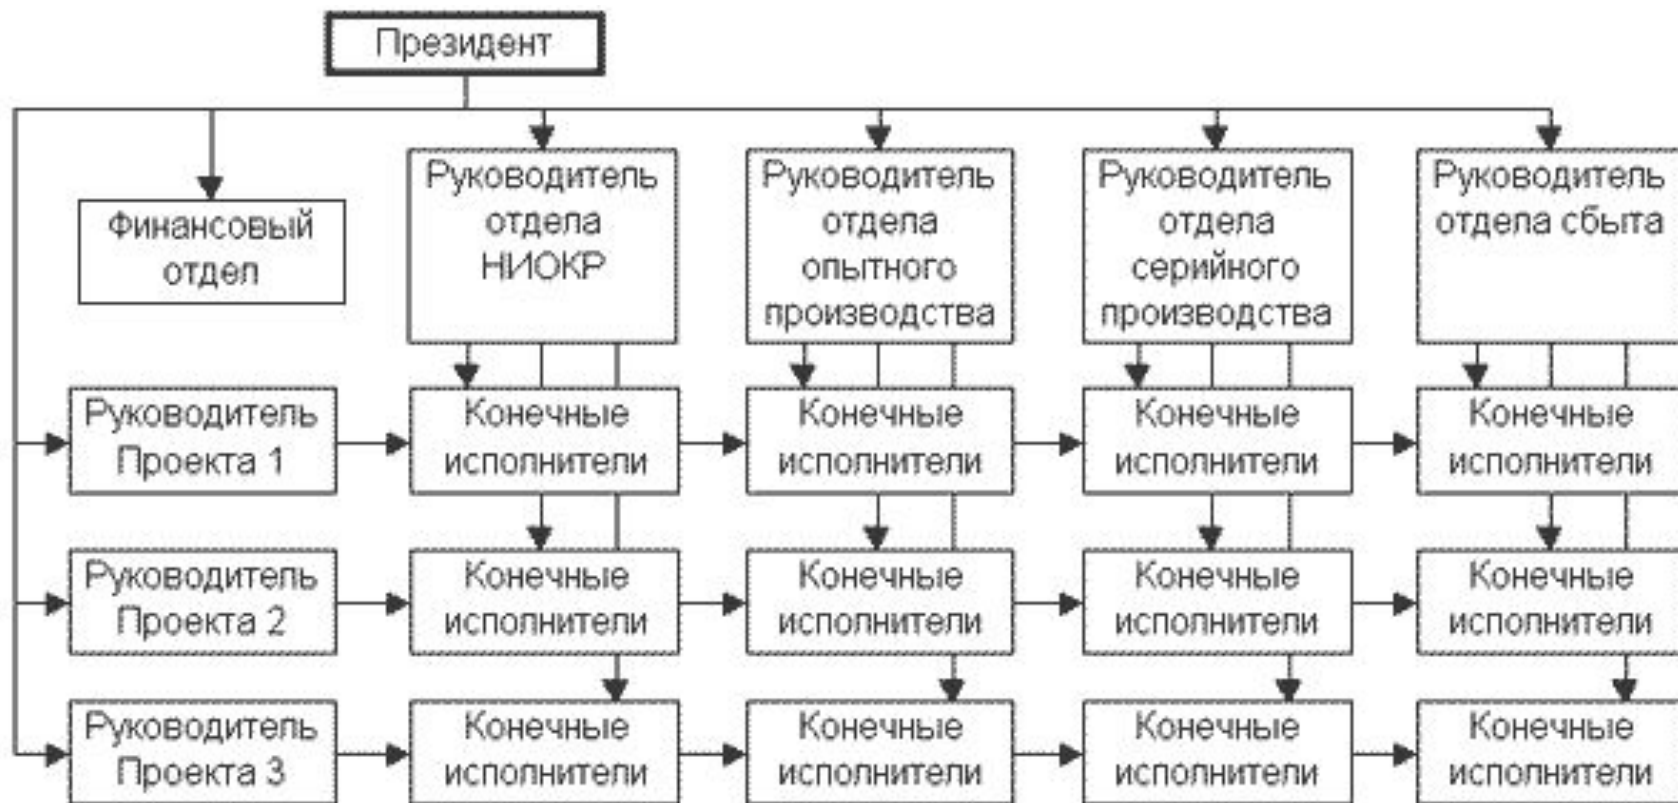 Президент
Финансовый
отдел
Руководитель
отдела
НИОКР
Руководитель
отдела
опытного
производства
Руководитель
отдела
серийного
производства
Руководитель
отдела сбыта
Руководитель
Проекта 1
Конечные
исполнители
Конечные
исполнители
Конечные
исполнители
Конечные
исполнители
Руководитель
Проекта 2
Конечные
исполнители
Конечные
исполнители
Конечные
исполнители
Конечные
исполнители
Руководитель
Проекта 3
Конечные
исполнители
Конечные
исполнители
Конечные
исполнители
Конечные
исполнители